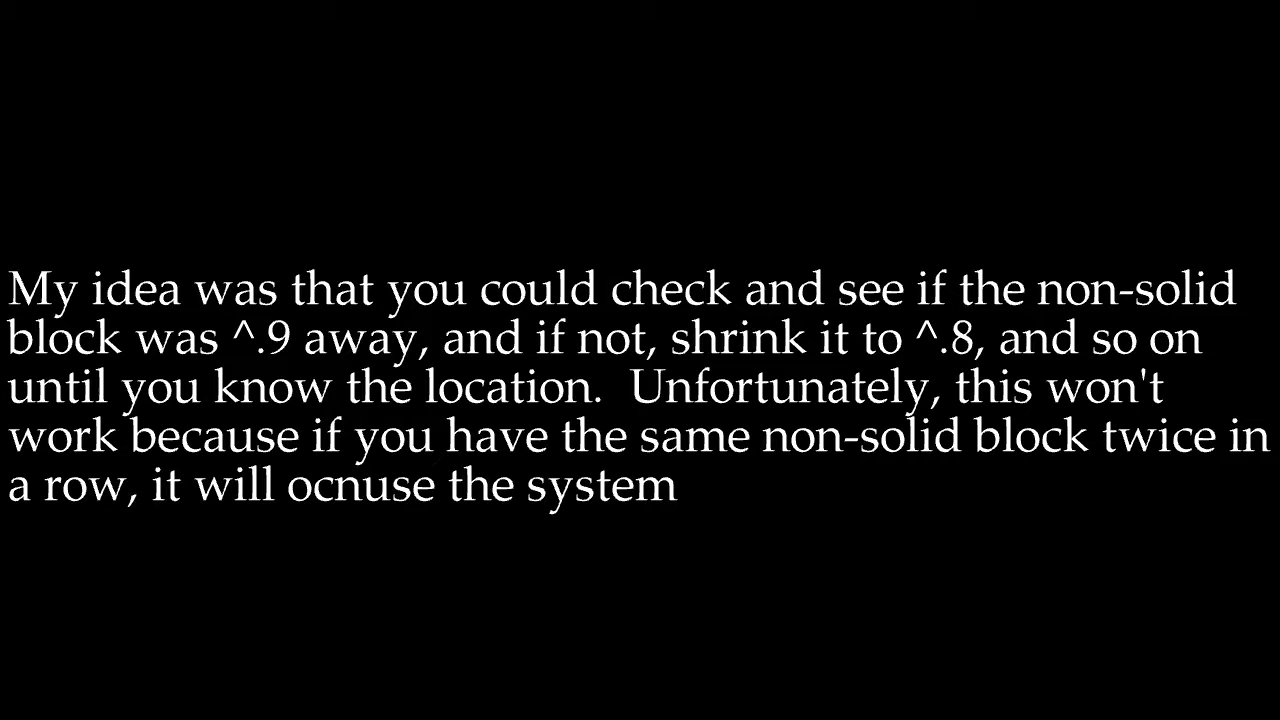 My idea was that you could check and see if the non-solid
block was ^.9 away, and if not, shrink it to ^.8, and so on
until you know the location.  Unfortunately, this won't
work because if you have the same non-solid block twice in
a row, it will ocnuse the system